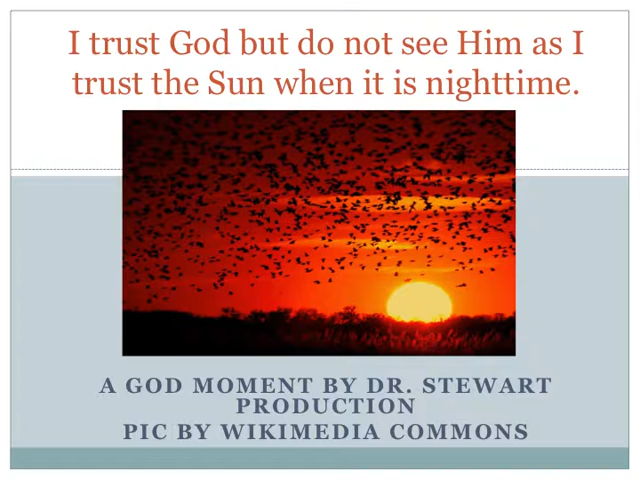 I trust God but do not see Him as I
trust the Sun when it is nighttime.
A GOD MOMENT BY DR. STEWART
PRODUCTION
PIC BY WIKIMEDIA COMMONS